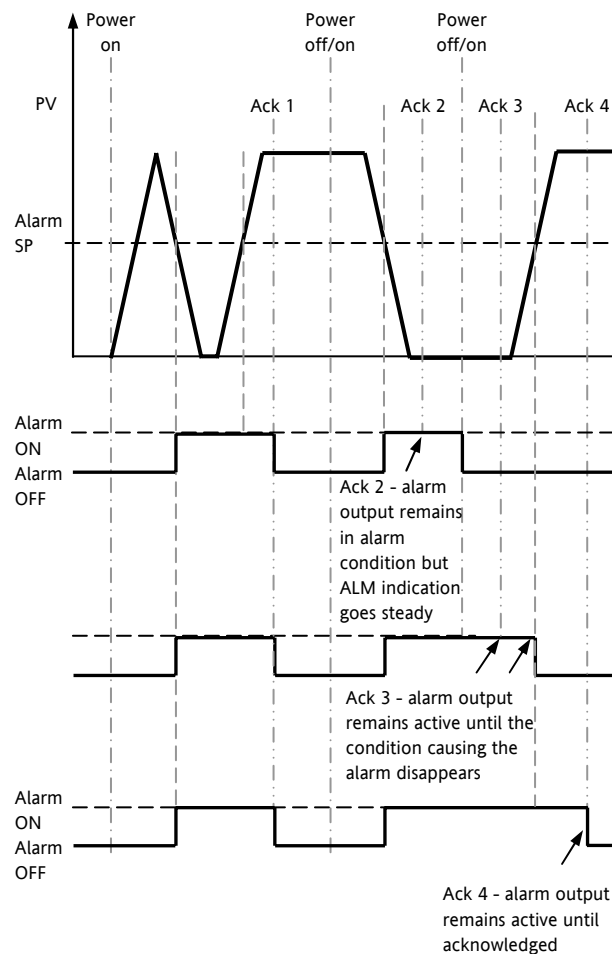 Power
on
Power
off/on
Power
off/on
PV
Ack 1
Ack 2
Ack 3
Ack 4
Alarm
SP
Alarm
ON
Alarm
OFF
Ack 2 - alarm
output remains
in alarm
condition but
ALM indication
goes steady
Ack 3 - alarm output
remains active until the
condition causing the
alarm disappears
Alarm
ON
Alarm
OFF
Ack 4 - alarm output
remains active until
acknowledged